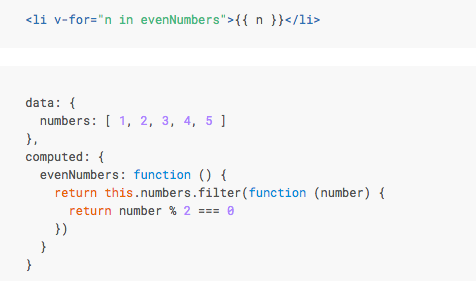 <li v-for="n in evenNumbers">{{ n }}</li>
data: {
  numbers: [ 1, 2, 3, 4, 5 ]
},
computed: {
  evenNumbers: function () {
    return this.numbers.filter(function (number) {
      return number % 2 === 0
    })
  }
}